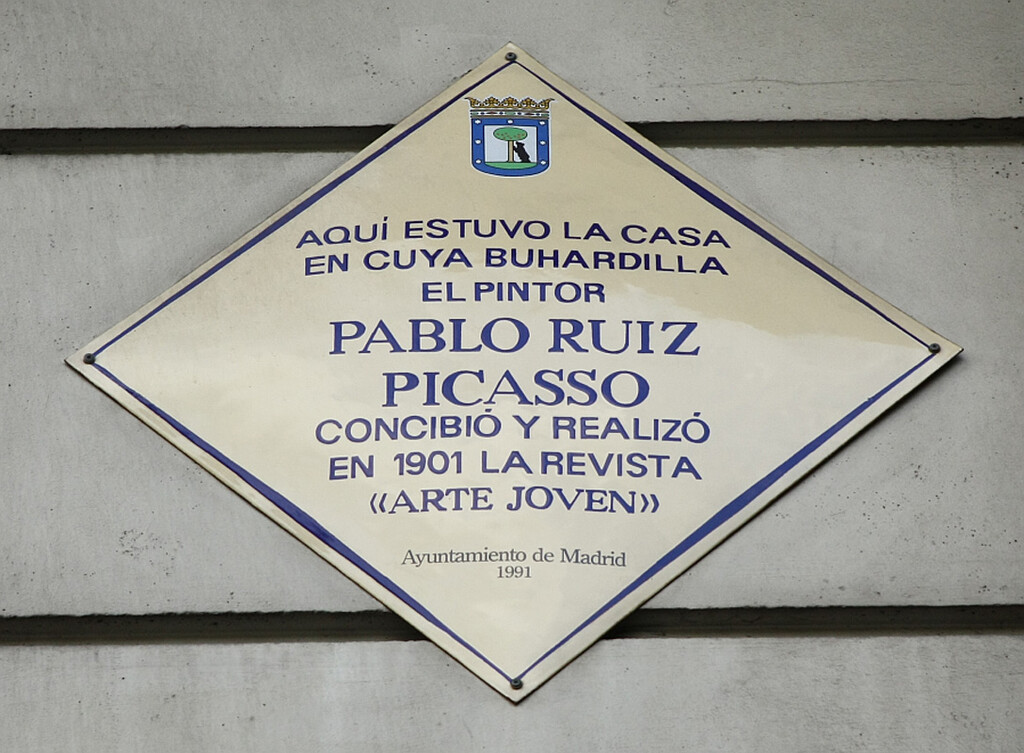 AQUÍ ESTUVO LA CASA
EN CUYA BUHARDILLA
EL PINTOR
PABLO RUIZ
PICASSO
CONCIBIÓ Y REALIZÓ
EN 1901 LA REVISTA
«ARTE JOVEN»
Ayuntamiento de Madrid
1991